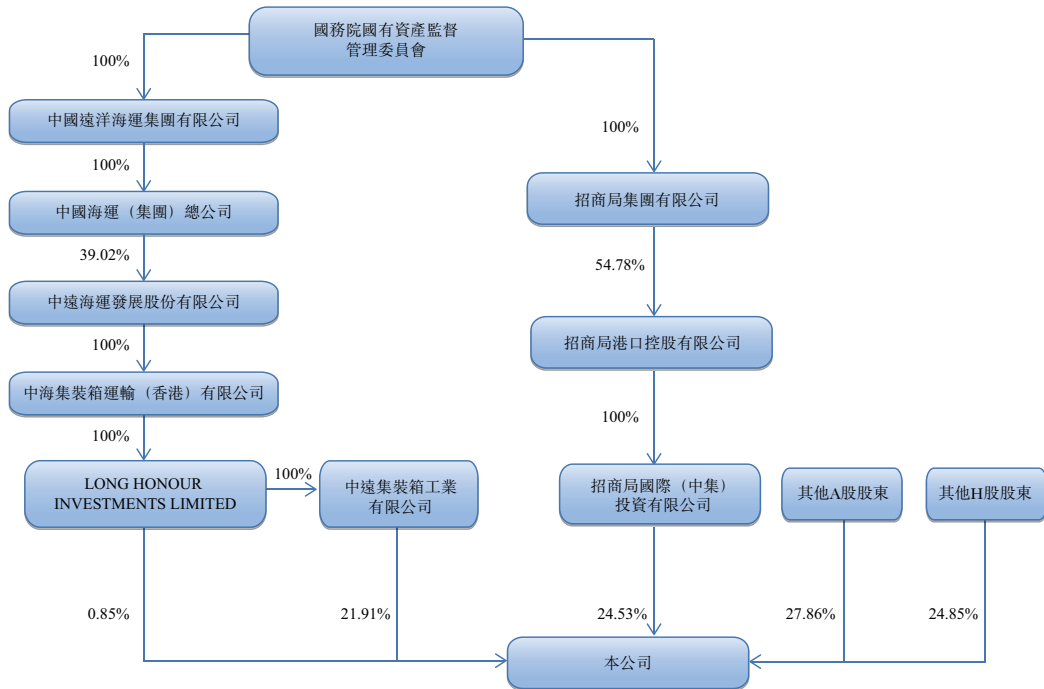 國務院國有資產監督
管理委員會
100%
中國遠洋海運集團有限公司
100%
100%
中國海運（集團）總公司
招商局集團有限公司
39.02%
54.78%
中遠海運發展股份有限公司
招商局港口控股有限公司
100%
中海集裝箱運輸（香港）有限公司
100%
100%
LONG HONOUR
INVESTMENTS LIMITED
100%
中遠集裝箱工業
有限公司
招商局國際（中集）
投資有限公司
其他A股股東
其他H股股東
0.85%
21.91%
24.53%
27.86%
24.85%
本公司